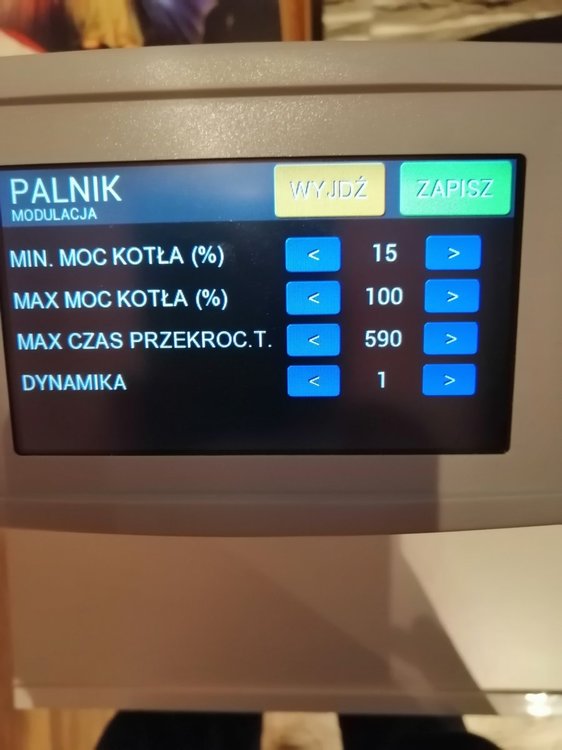 PALNIK WYJDŹ ZAPISZ
MODULACJA
MIN. MOC KOTŁA (%) < 15 >
MAX MOC KOTŁA (%) < 100 >
MAX CZAS PRZEKROC.T. < 590 >
DYNAMIKA < 1 >